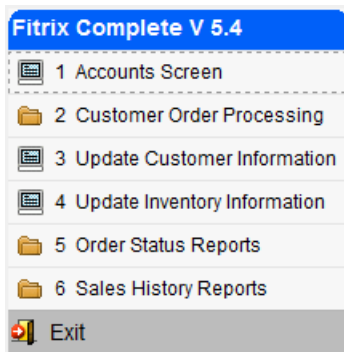 Fitrix Complete V 5.4
1 Accounts Screen
2 Customer Order Processing
3 Update Customer Information
4 Update Inventory Information
5 Order Status Reports
6 Sales History Reports
Exit